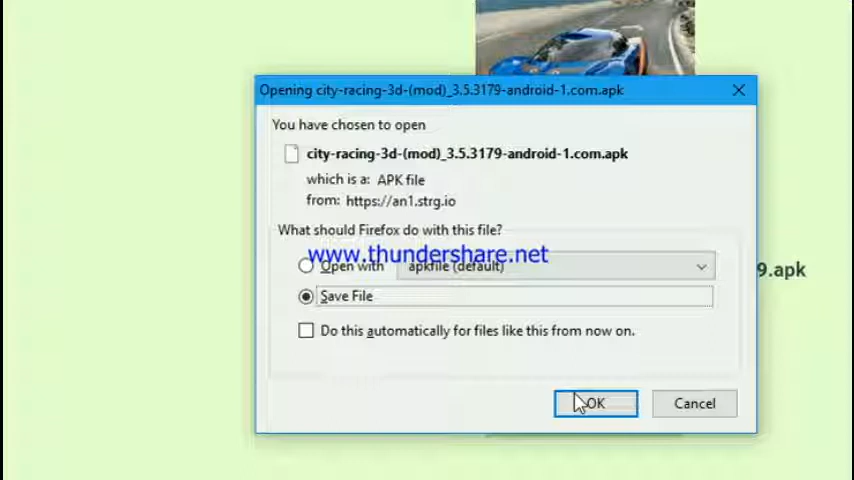 Opening city-racing-3d-(mod)_3.5.3179-android-1.com.apk
You have chosen to open
city-racing-3d-(mod)_3.5.3179-android-1.com.apk
which is a: APK file
from: https://an1.strg.io
What should Firefox do with this file?
www.thundershare.net
Open with apkfile (default)
9.apk
Save File
Do this automatically for files like this from now on.
OK Cancel